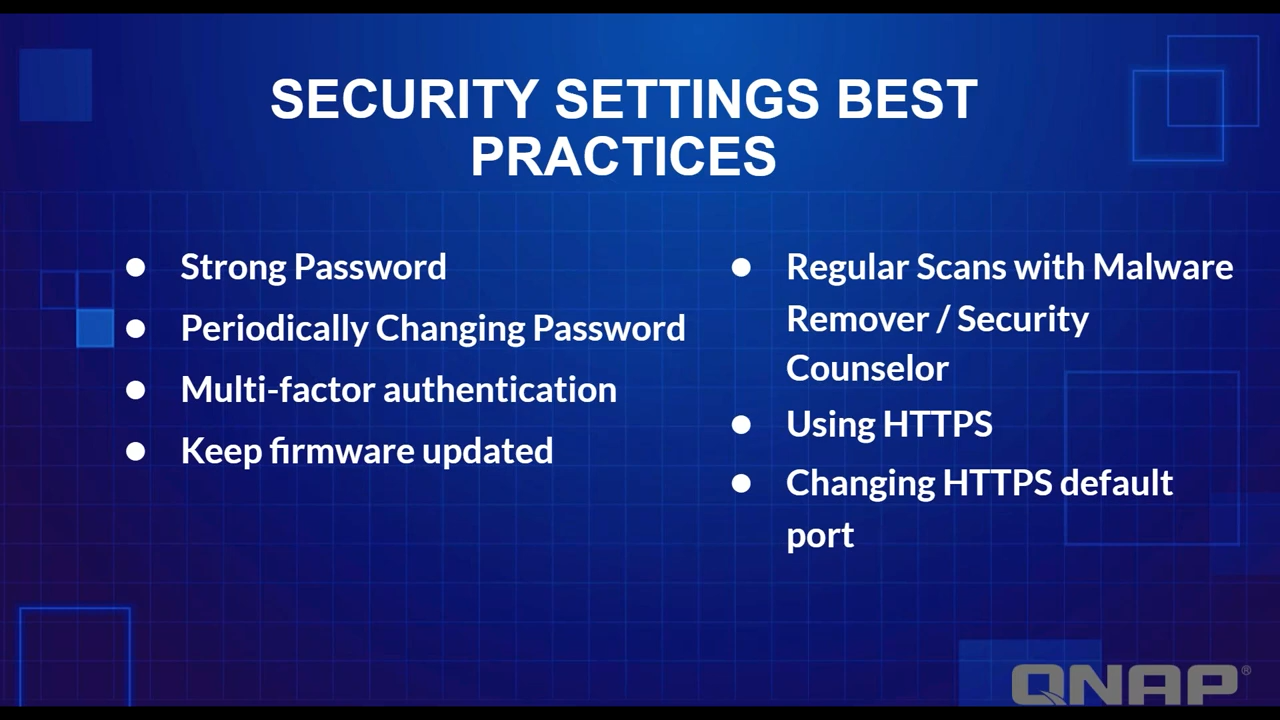 SECURITY SETTINGS BEST
PRACTICES
● Strong Password
● Periodically Changing Password
● Multi-factor authentication
● Keep firmware updated
● Regular Scans with Malware
Remover / Security
Counselor
● Using HTTPS
● Changing HTTPS default
port
QNAP®